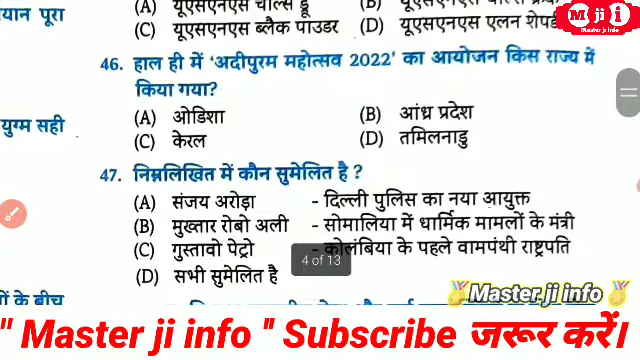 यान पूरा
(A) यूएसएनएस चार्ल्स ड्रू
(C) यूएसएनएस ब्लैक पाउडर (D) यूएसएनएस एलन शेपर्ड
M ji i
Master ji info
46. हाल ही में ‘अदीपुरम महोत्सव 2022’ का आयोजन किस राज्य में
किया गया?
युग्म सही
(A) ओडिशा (B) आंध्र प्रदेश
(C) केरल (D) तमिलनाडु
47. निम्नलिखित में कौन सुमेलित है ?
(A) संजय अरोड़ा - दिल्ली पुलिस का नया आयुक्त
(B) मुख्तार रोबो अली - सोमालिया में धार्मिक मामलों के मंत्री
(C) गुस्तावो पेट्रो - कोलंबिया के पहले वामपंथी राष्ट्रपति
4 of 13
(D) सभी सुमेलित है
के बीच
Master ji info
" Master ji info " Subscribe जरूर करें।